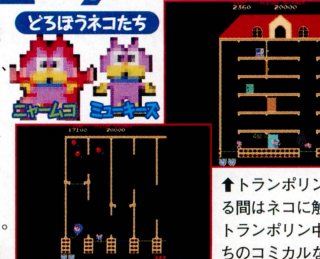 どろぼうネコたち
ニャームコ
ミューキーズ
2360 20000
17100 20000
⬆トランポリン
る間はネコに触
トランポリン中
ちのコミカルな
。